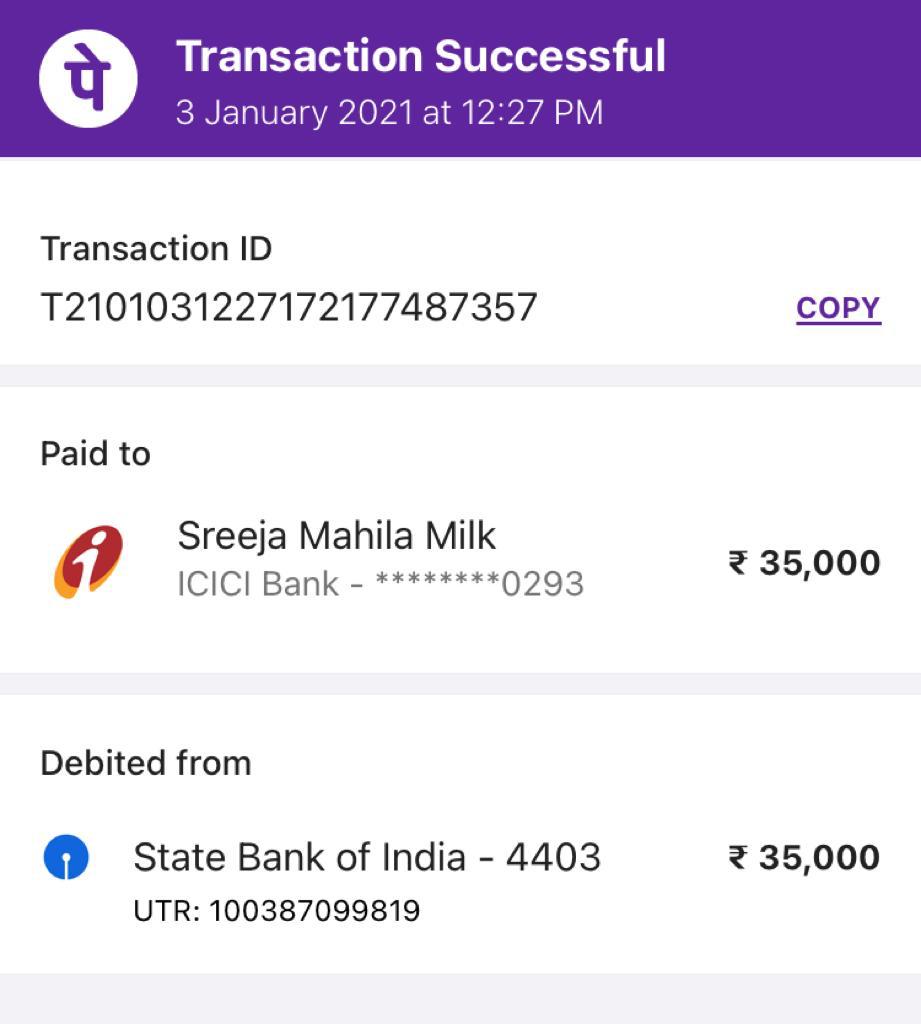 पे
Transaction Successful
3 January 2021 at 12:27 PM
Transaction ID
T2101031227172177487357
COPY
Paid to
Sreeja Mahila Milk
₹ 35,000
ICICI Bank - ********0293
Debited from
State Bank of India - 4403
₹ 35,000
UTR: 100387099819